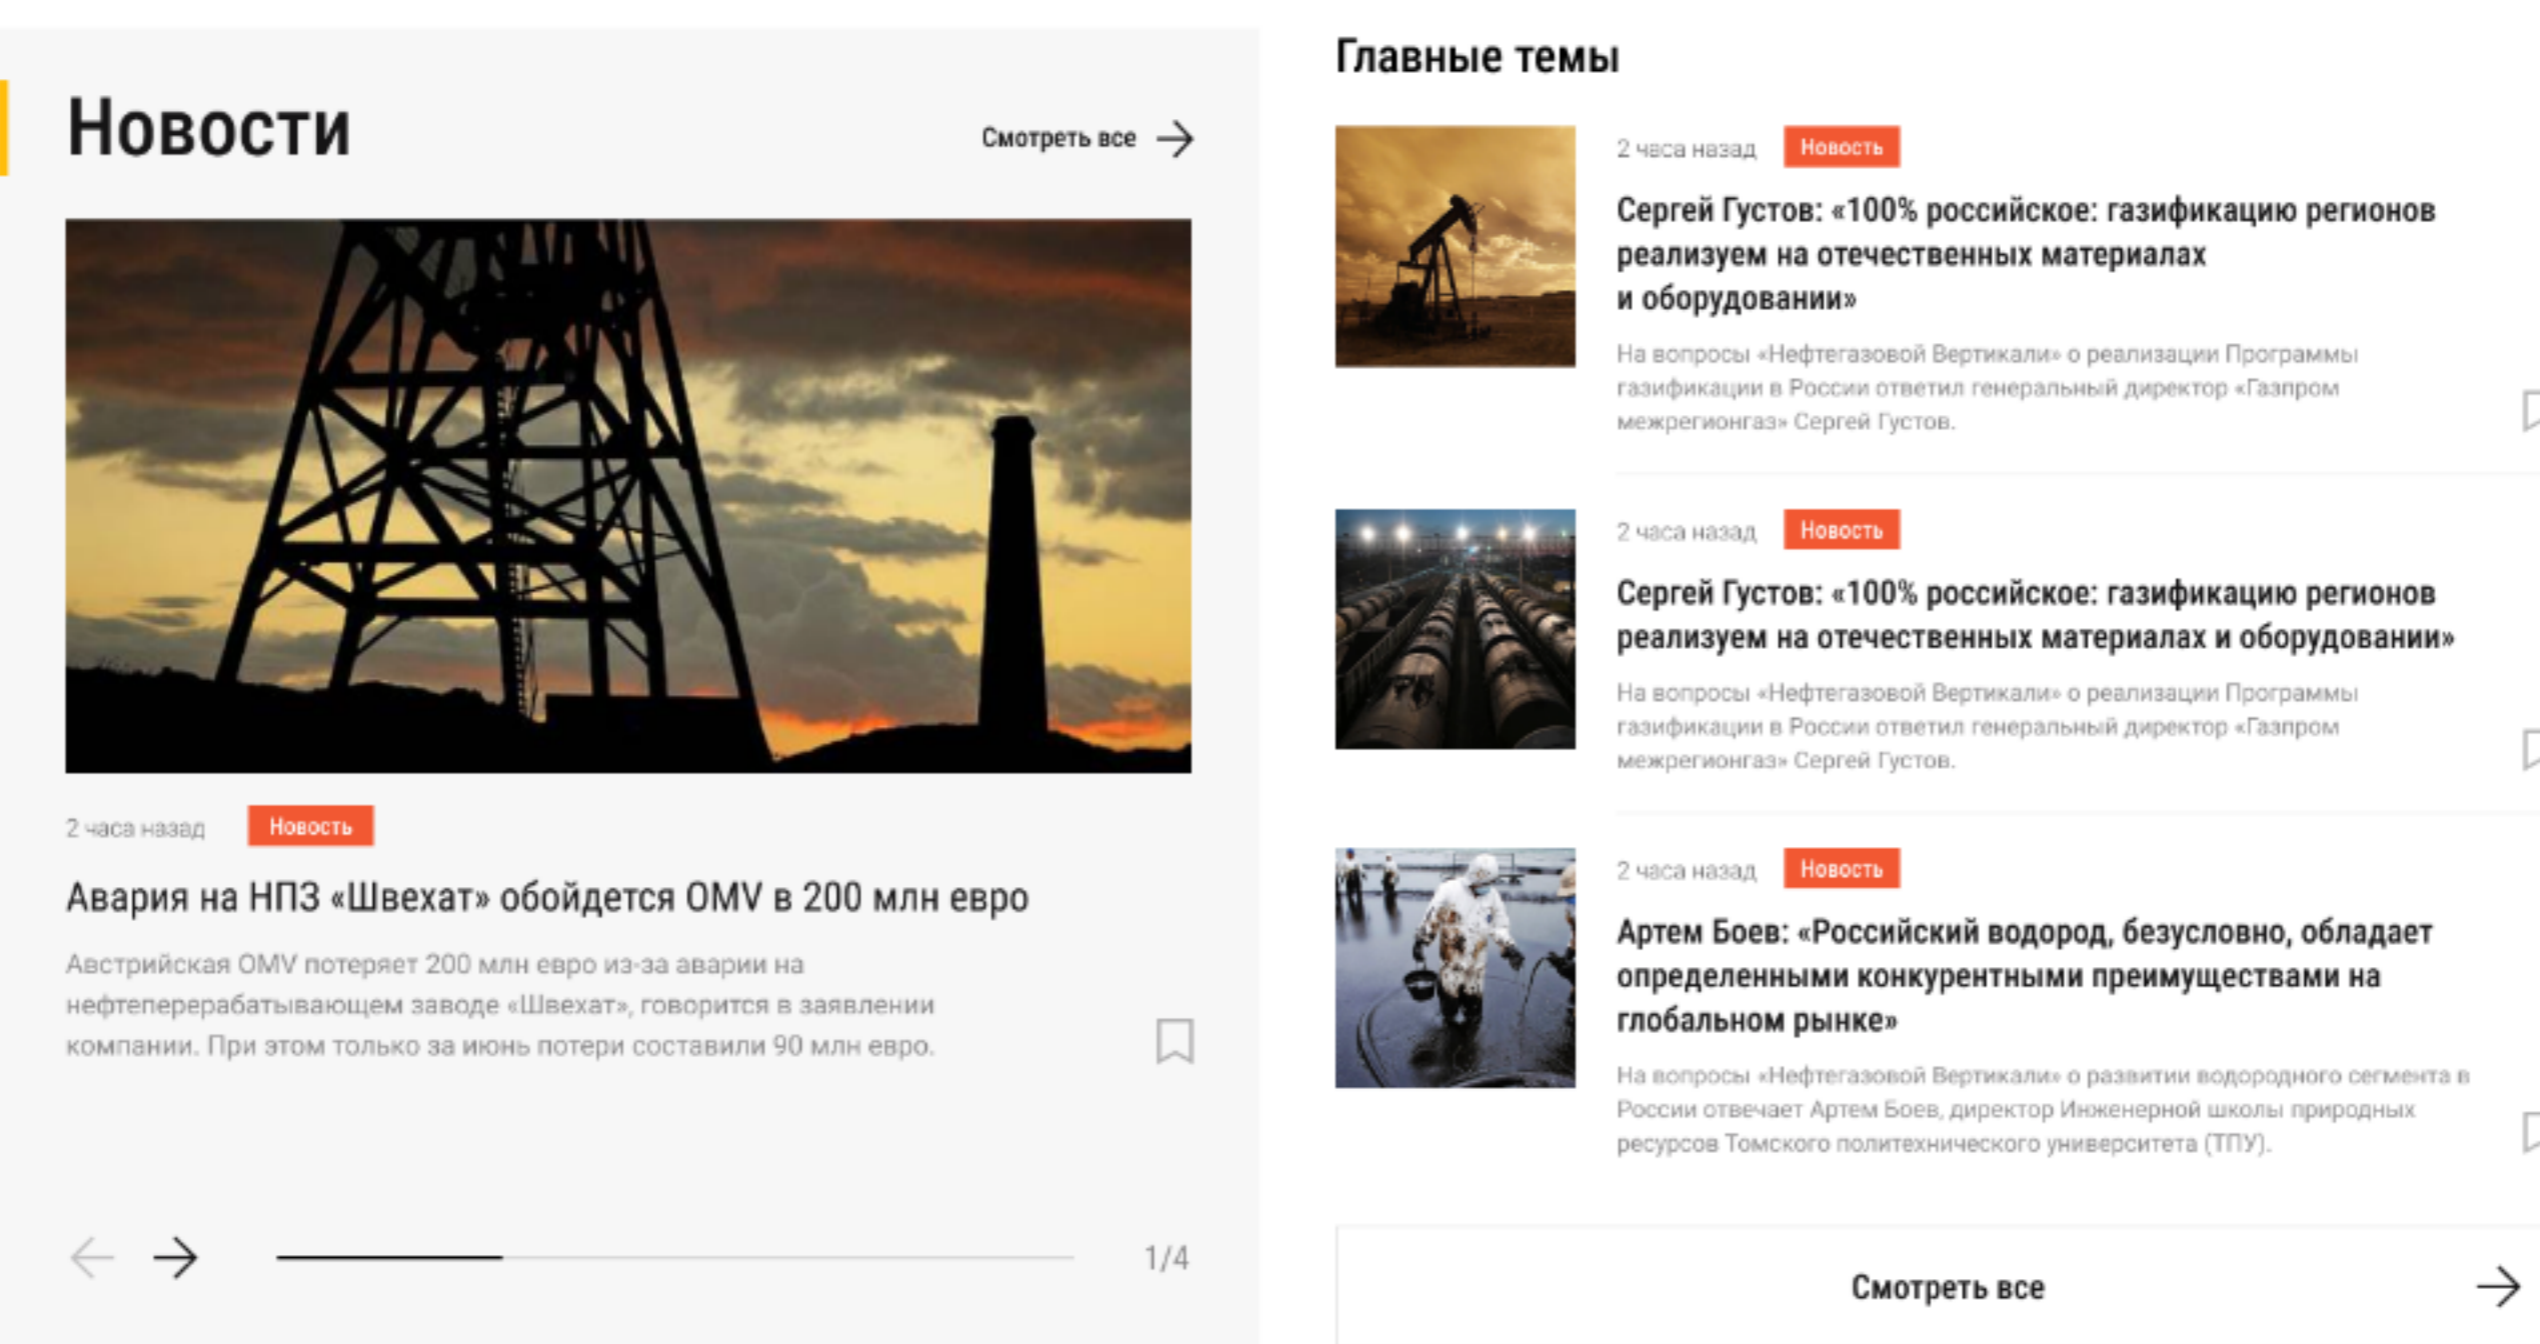 Новости
Смотреть все
2 часа назад
Новость
Авария на НПЗ «Швехат» обойдется OMV в 200 млн евро
Австрийская OMV потеряет 200 млн евро из-за аварии на
нефтеперерабатывающем заводе «Швехат», говорится в заявлении
компании. При этом только за июнь потери составили 90 млн евро.
1/4
Главные темы
2 часа назад
Новость
Сергей Густов: «100% российское: газификацию регионов
реализуем на отечественных материалах
и оборудовании»
На вопросы «Нефтегазовой Вертикали» о реализации Программы
газификации в России ответил генеральный директор «Газпром
межрегионгаз» Сергей Густов.
2 часа назад
Новость
Сергей Густов: «100% российское: газификацию регионов
реализуем на отечественных материалах и оборудовании»
На вопросы «Нефтегазовой Вертикали» о реализации Программы
газификации в России ответил генеральный директор «Газпром
межрегионгаз» Сергей Густов.
2 часа назад
Новость
Артем Боев: «Российский водород, безусловно, обладает
определенными конкурентными преимуществами на
глобальном рынке»
На вопросы «Нефтегазовой Вертикали» о развитии водородного сегмента в
России отвечает Артем Боев, директор Инженерной школы природных
ресурсов Томского политехнического университета (ТПУ).
Смотреть все